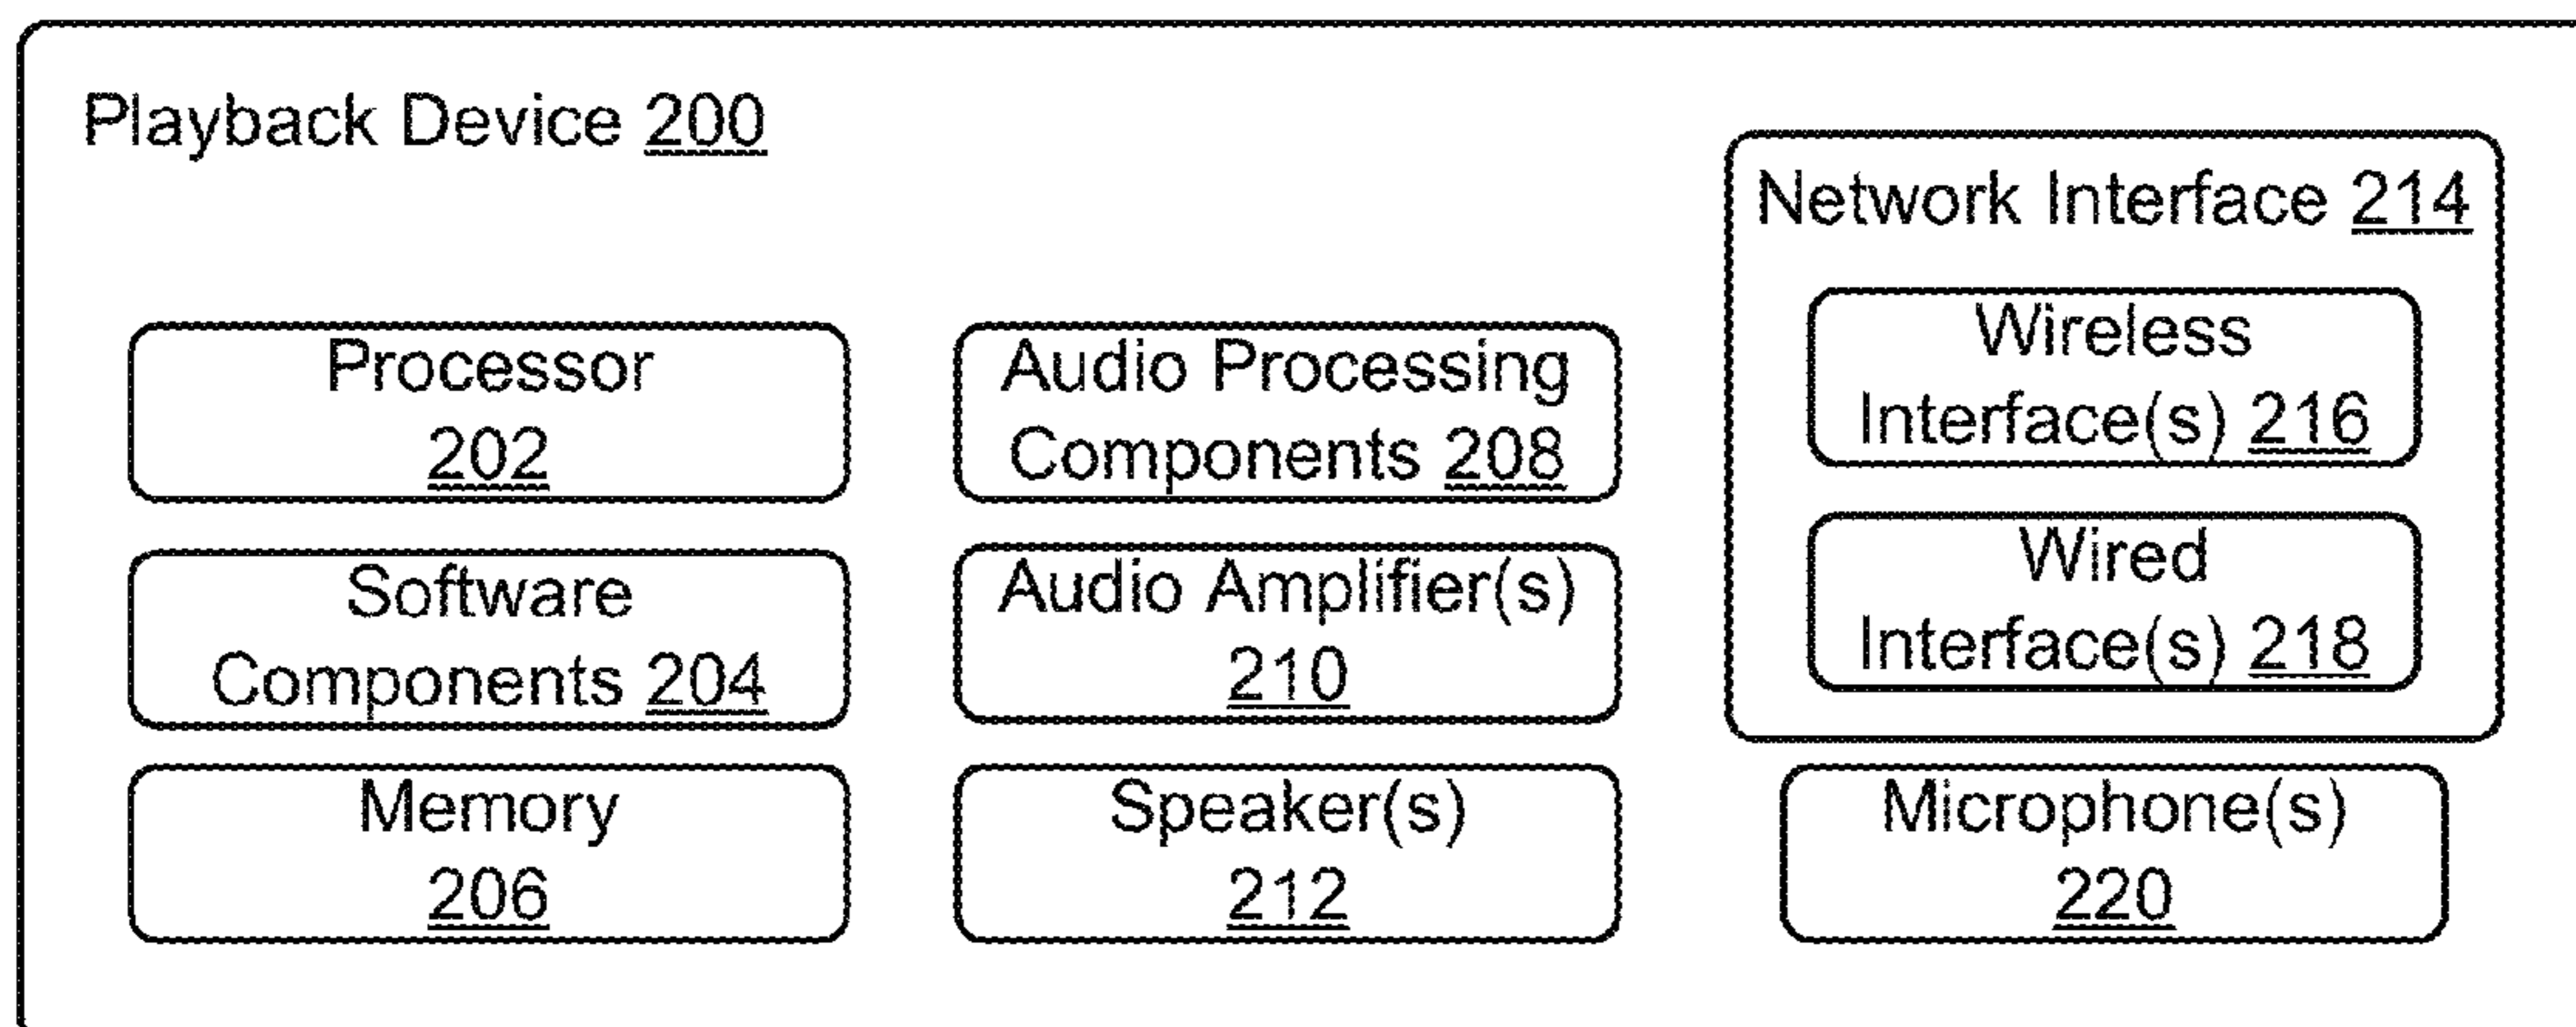 Playback Device 200
Processor
202
Software
Components 204
Memory
206
Audio Processing
Components 208
Audio Amplifier(s)
210
Speaker(s)
212
Network Interface 214
Wireless
Interface(s) 216
Wired
Interface(s) 218
Microphone(s)
220